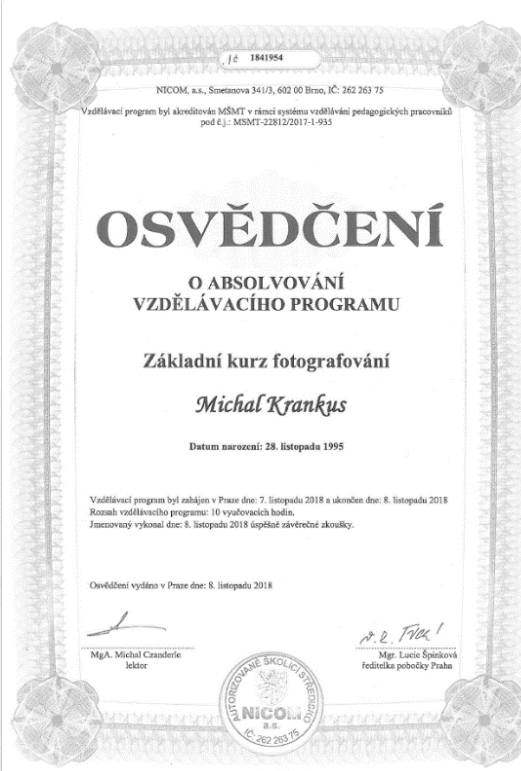 /č 1841954
NICOM, a.s., Smetanova 341/3, 602 00 Brno, IČ: 262 263 75
Vzdělávací program byl akreditován MŠMT v rámci systému vzdělávání pedagogických pracovníků
pod č.j.: MSMT-22812/2017-1-935
OSVĚDČENÍ
O ABSOLVOVÁNÍ
VZDĚLÁVACÍHO PROGRAMU
Základní kurz fotografování
Michal Krankus
Datum narození: 28. listopadu 1995
Vzdělávací program byl zahájen v Praze dne: 7. listopadu 2018 a ukončen dne: 8. listopadu 2018
Rozsah vzdělávacího programu: 10 vyučovacích hodin.
Jmenovaný vykonal dne: 8. listopadu 2018 úspěšně závěrečné zkoušky.
Osvědčení vydáno v Praze dne: 8. listopadu 2018
MgA. Michal Czanderle
lektor
Mgr. Lucie Špinková
ředitelka pobočky Praha
AUTORIZOVANÉ ŠKOLICÍ STŘEDISKO
NICOM
a.s.
IČ: 262 263 75